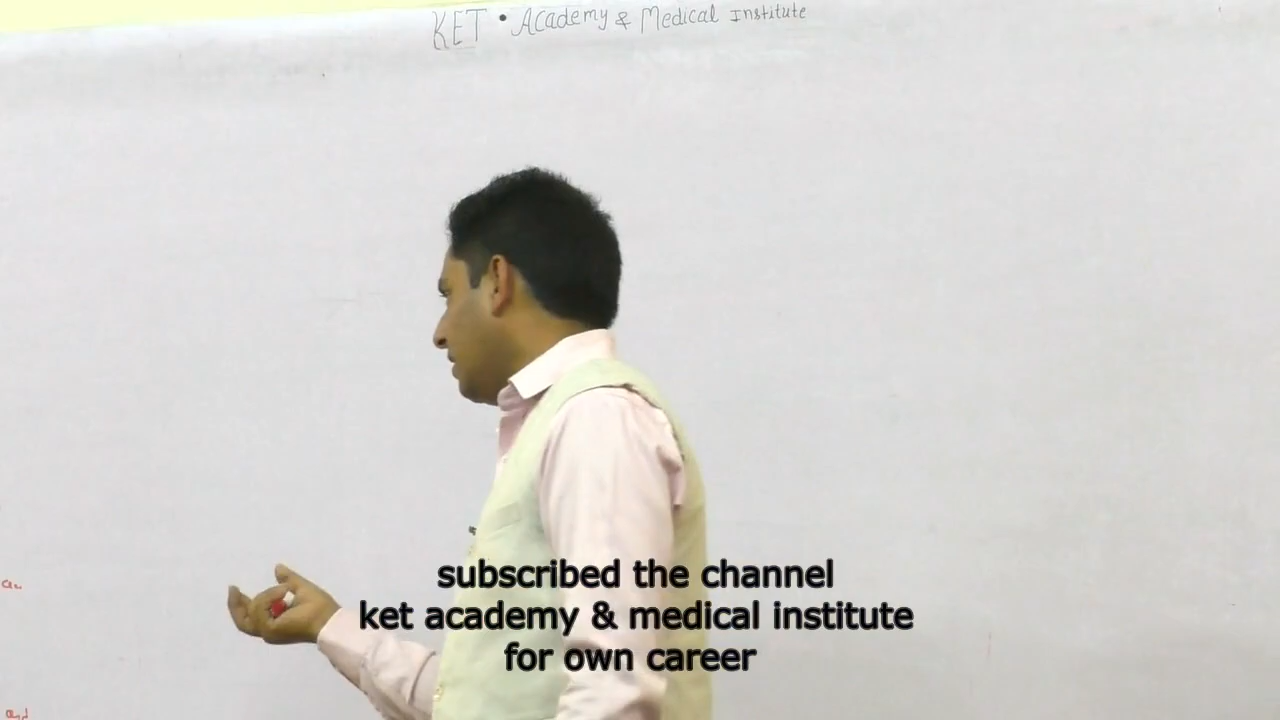 KET • Academy & Medical Institute
subscribed the channel
ket academy & medical institute
for own career